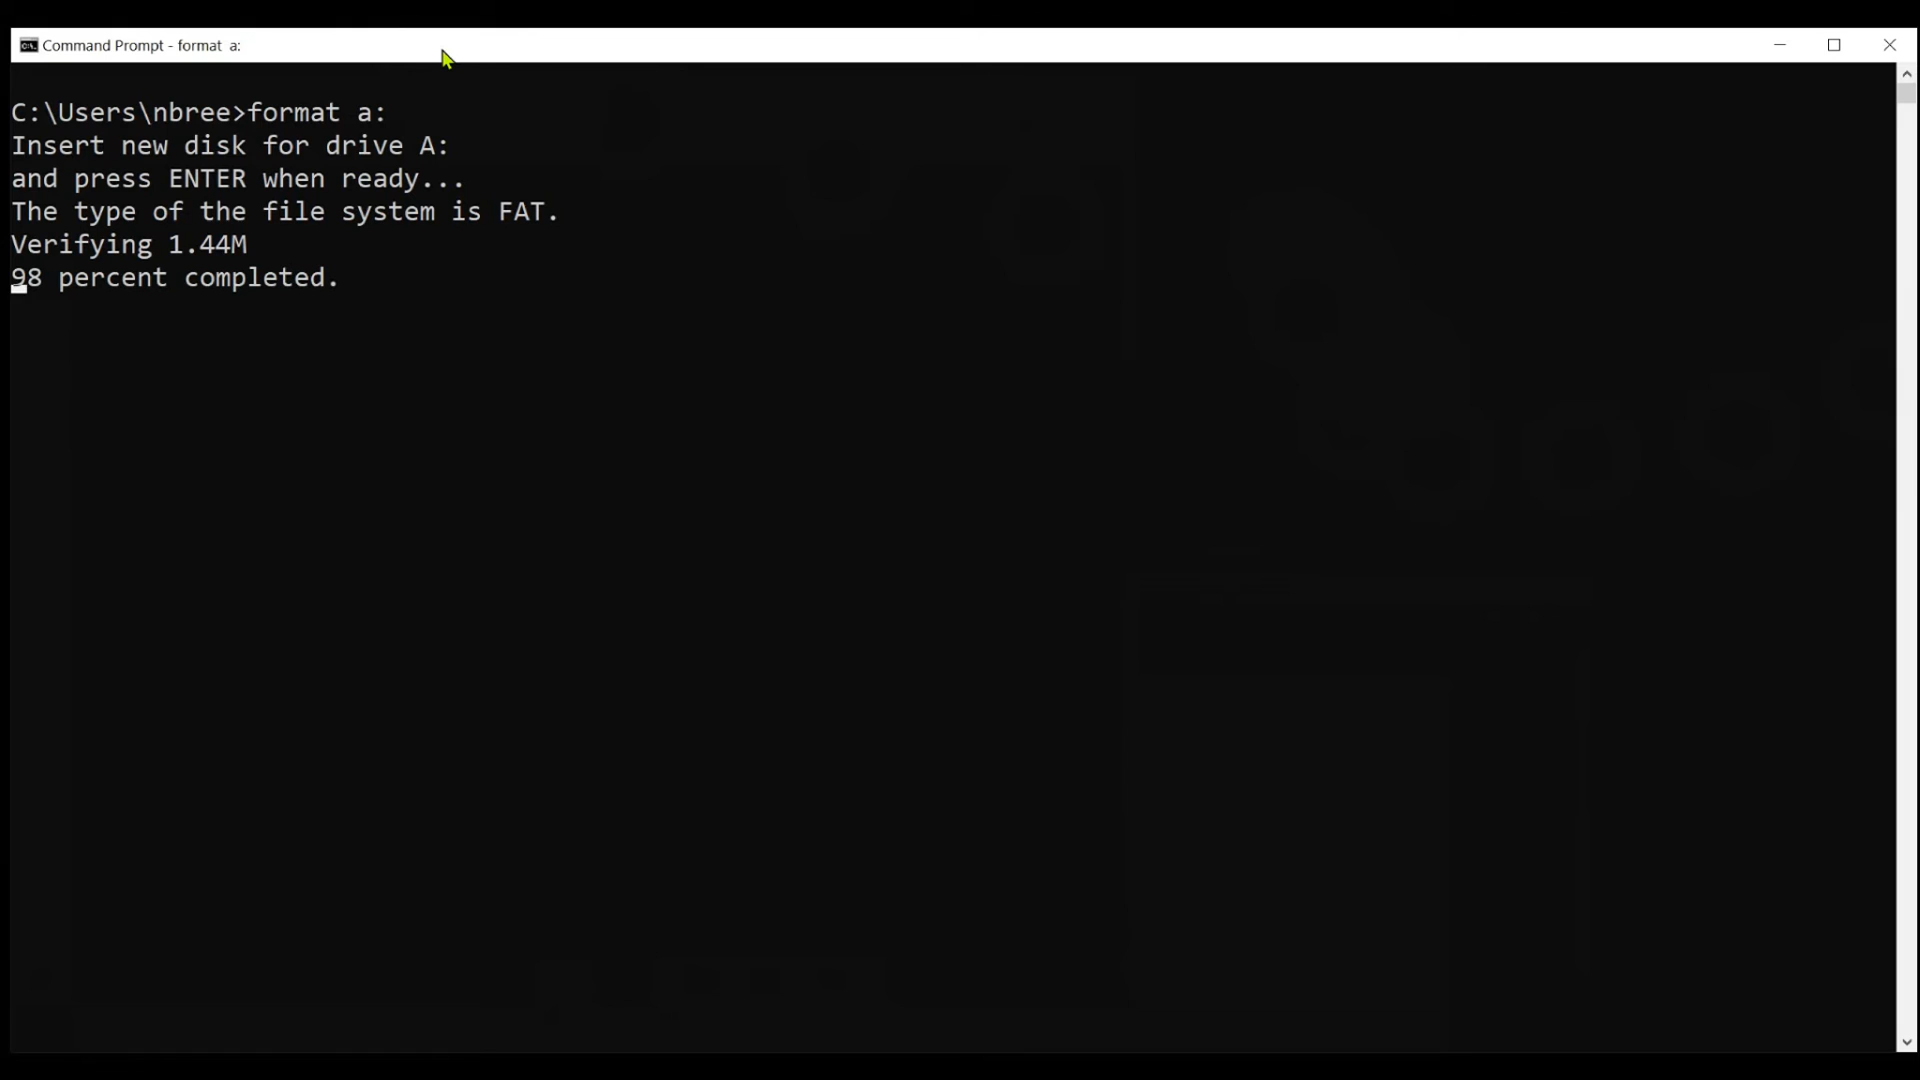 Command Prompt - format a:
C:\Users\nbree>format a:
Insert new disk for drive A:
and press ENTER when ready...
The type of the file system is FAT.
Verifying 1.44M
98 percent completed.